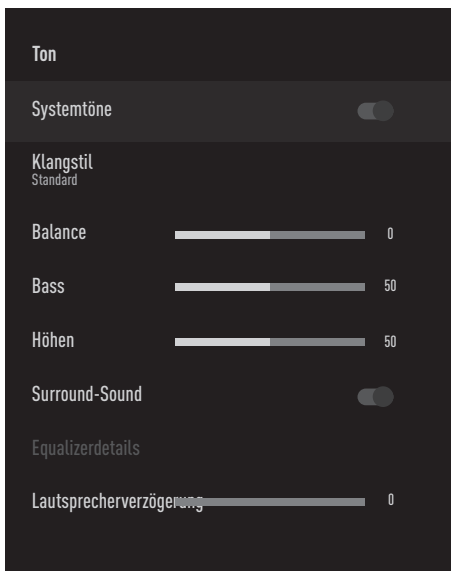 Ton
Systemtöne
Klangstil
Standard
Balance 0
Bass 50
Höhen 50
Surround-Sound
Equalizerdetails
Lautsprecherverzögerung 0